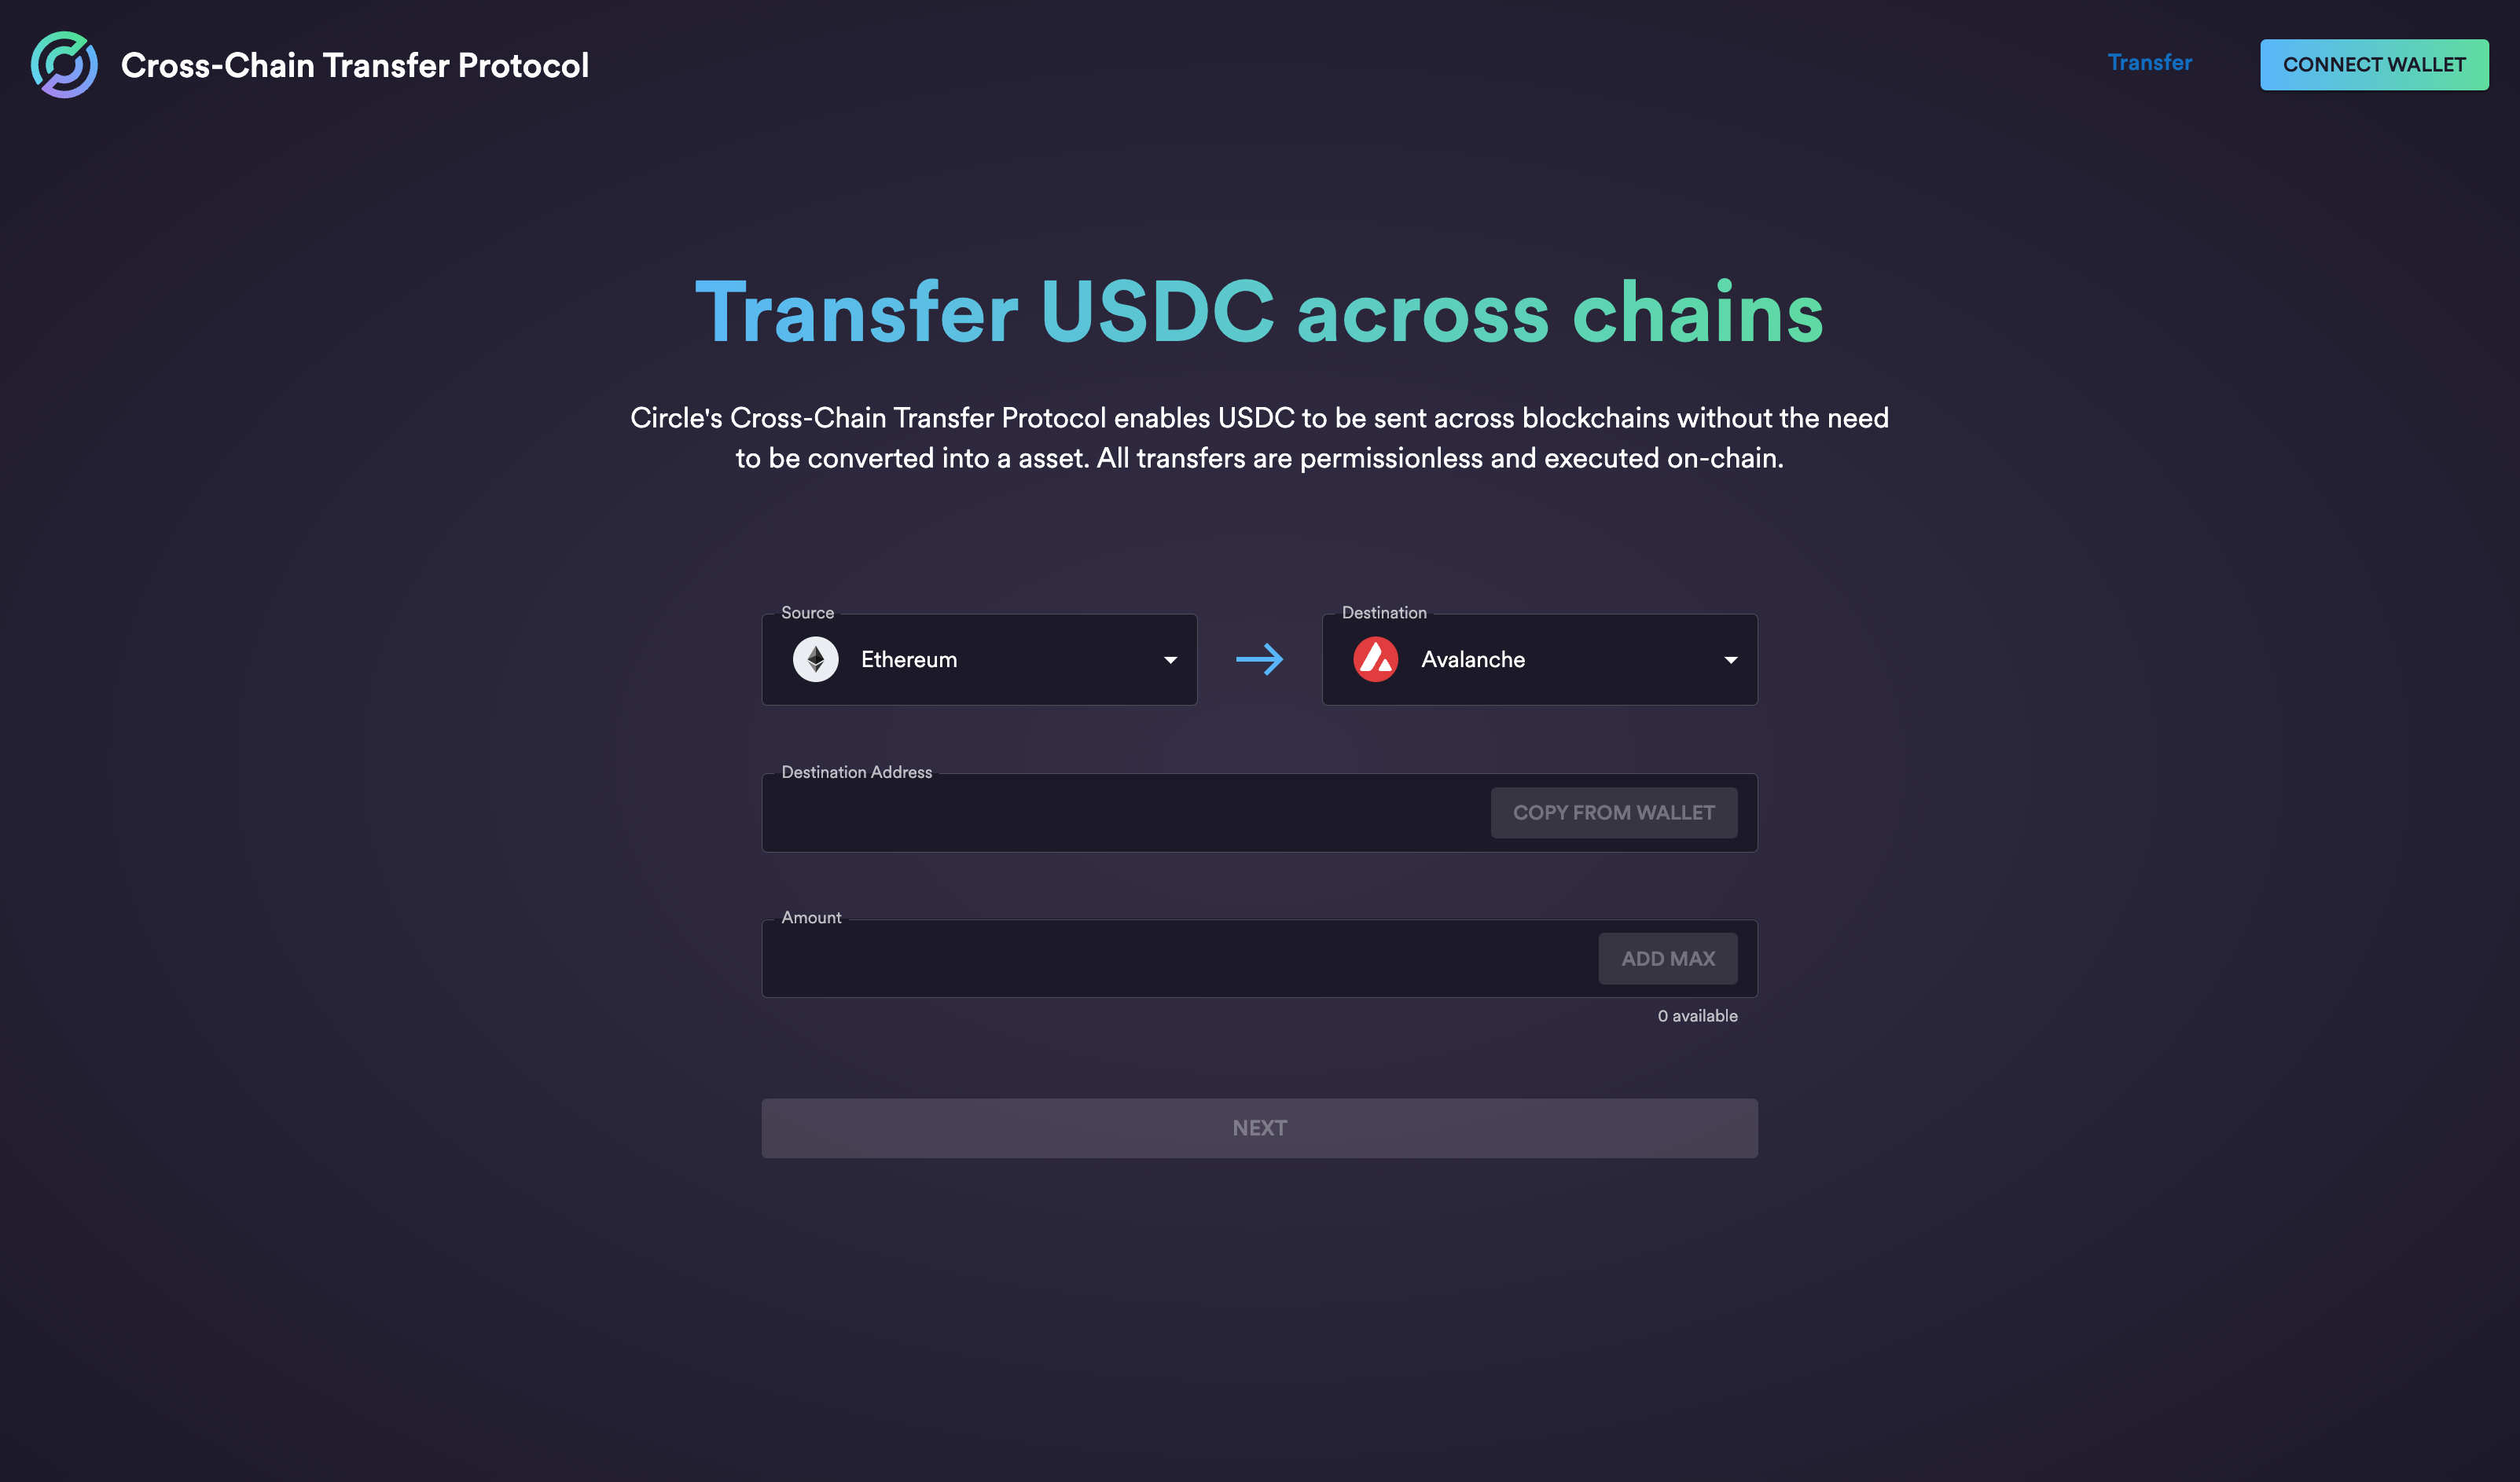 Cross-Chain Transfer Protocol
Transfer
CONNECT WALLET
Transfer USDC across chains
Circle's Cross-Chain Transfer Protocol enables USDC to be sent across blockchains without the need
to be converted into a asset. All transfers are permissionless and executed on-chain.
Source
Ethereum
Destination
Avalanche
Destination Address
COPY FROM WALLET
Amount
ADD MAX
0 available
NEXT